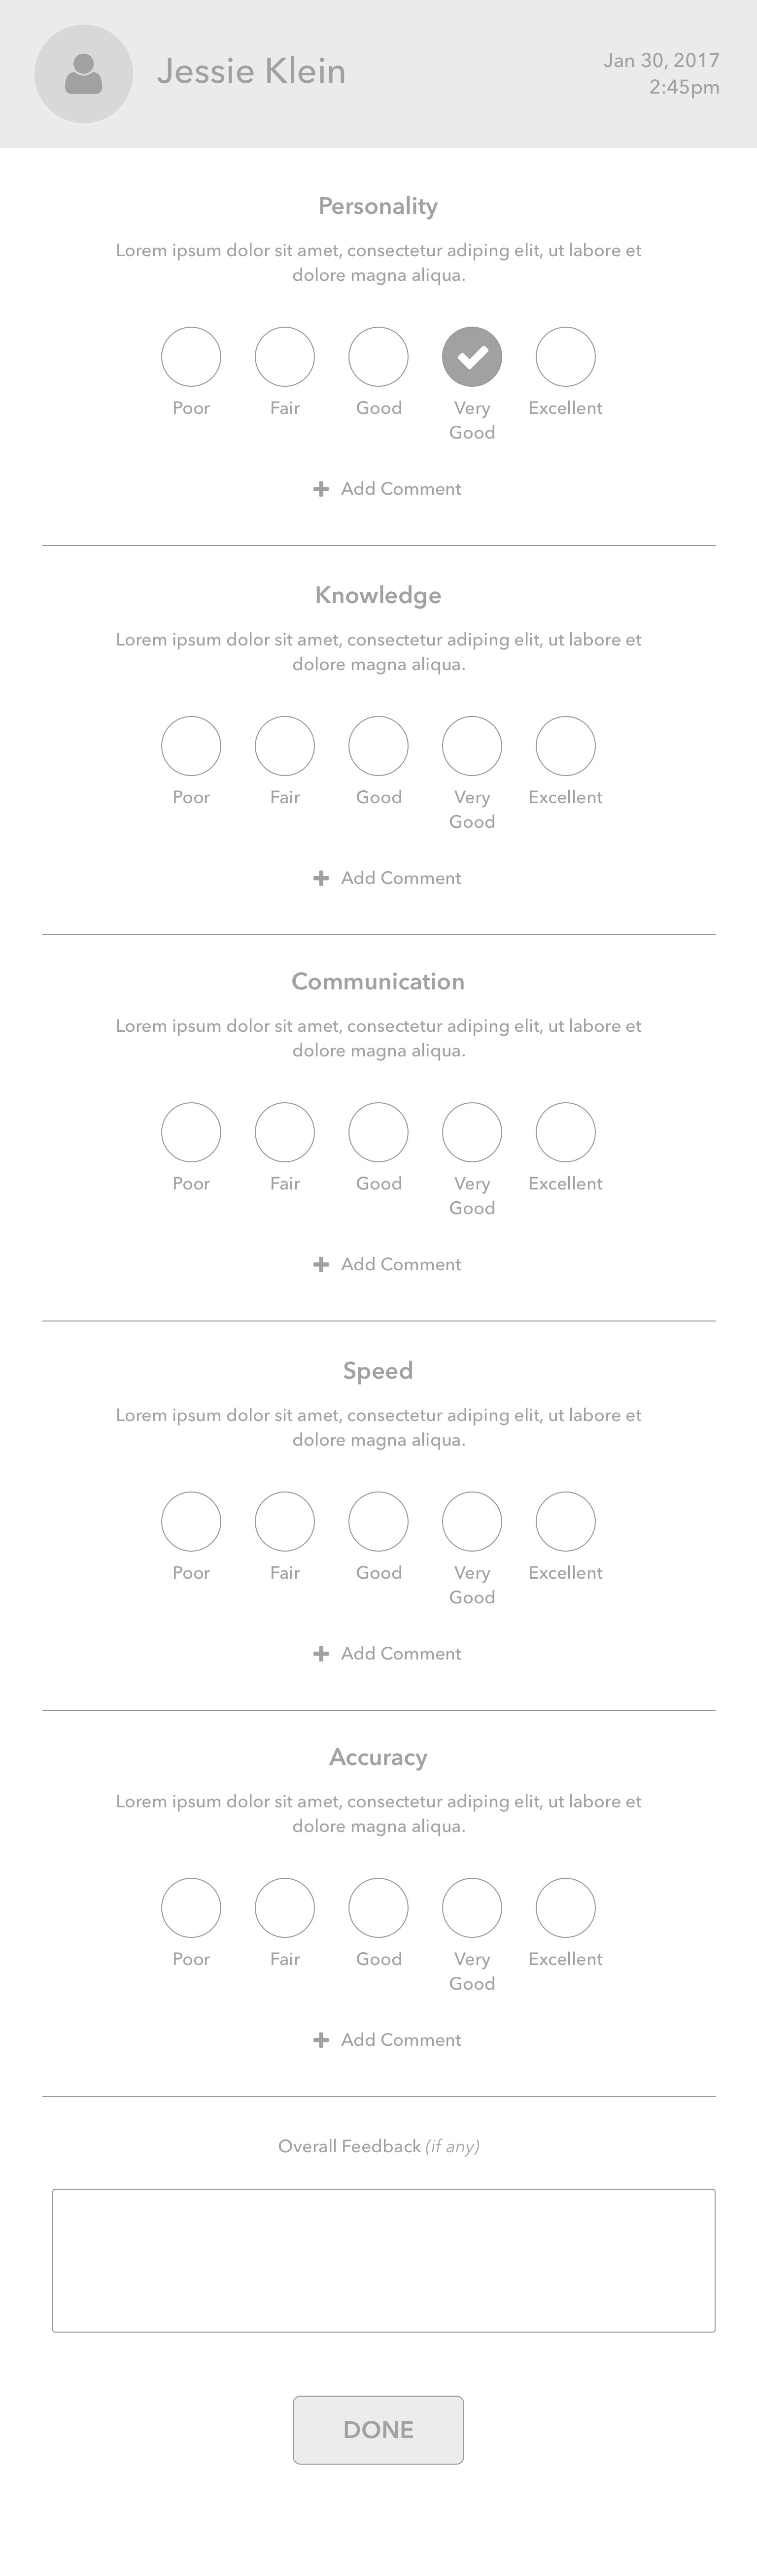 Jessie Klein
Jan 30, 2017
2:45pm
Personality
Lorem ipsum dolor sit amet, consectetur adiping elit, ut labore et
dolore magna aliqua.
Poor Fair Good Very Excellent
Good
Add Comment
Knowledge
Lorem ipsum dolor sit amet, consectetur adiping elit, ut labore et
dolore magna aliqua.
Poor Fair Good Very Excellent
Good
Add Comment
Communication
Lorem ipsum dolor sit amet, consectetur adiping elit, ut labore et
dolore magna aliqua.
Poor Fair Good Very Excellent
Good
Add Comment
Speed
Lorem ipsum dolor sit amet, consectetur adiping elit, ut labore et
dolore magna aliqua.
Poor Fair Good Very Excellent
Good
Add Comment
Accuracy
Lorem ipsum dolor sit amet, consectetur adiping elit, ut labore et
dolore magna aliqua.
Poor Fair Good Very Excellent
Good
Add Comment
Overall Feedback (if any)
DONE